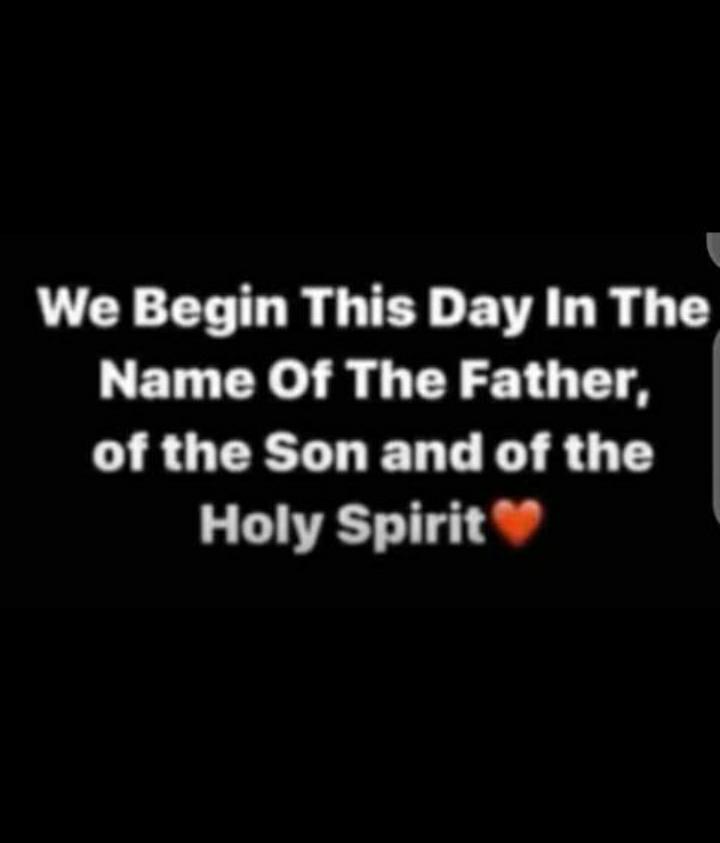 We Begin This Day In The
Name Of The Father,
of the Son and of the
Holy Spirit❤️